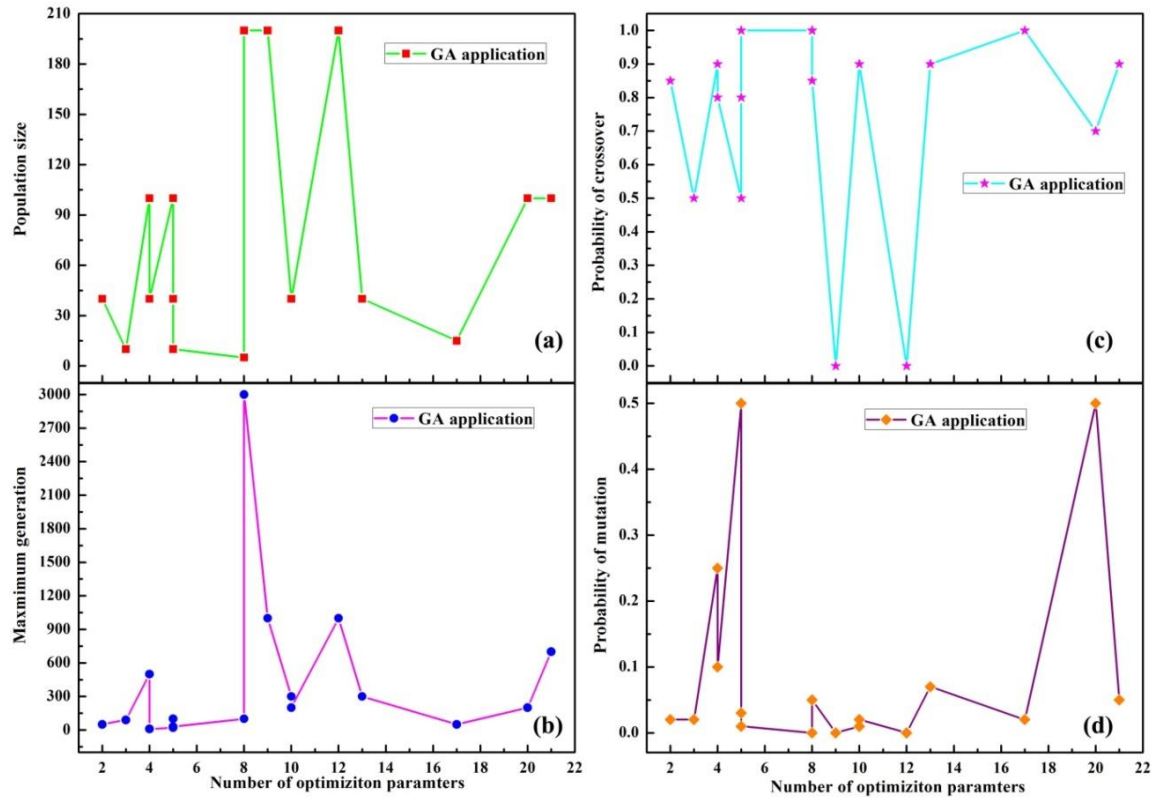 210
180
150
120
90
60
30
0
Population size
GA application
(a)
3000
2700
2400
2100
1800
1500
1200
900
600
300
0
Maxmimum generation
GA application
(b)
2 4 6 8 10 12 14 16 18 20 22
Number of optimiziton paramters
1.0
0.9
0.8
0.7
0.6
0.5
0.4
0.3
0.2
0.1
0.0
Probability of crossover
GA application
(c)
0.5
0.4
0.3
0.2
0.1
0.0
Probability of mutation
GA application
(d)
2 4 6 8 10 12 14 16 18 20 22
Number of optimiziton paramters